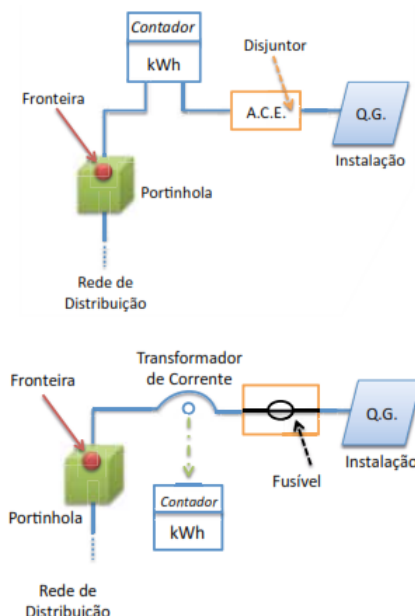 Contador
kWh
Disjuntor
Fronteira
A.C.E.
Q.G.
Instalação
Portinhola
Rede de
Distribuição
Transformador
de Corrente
Fronteira
Q.G.
Instalação
Fusível
Portinhola
Contador
kWh
Rede de
Distribuição